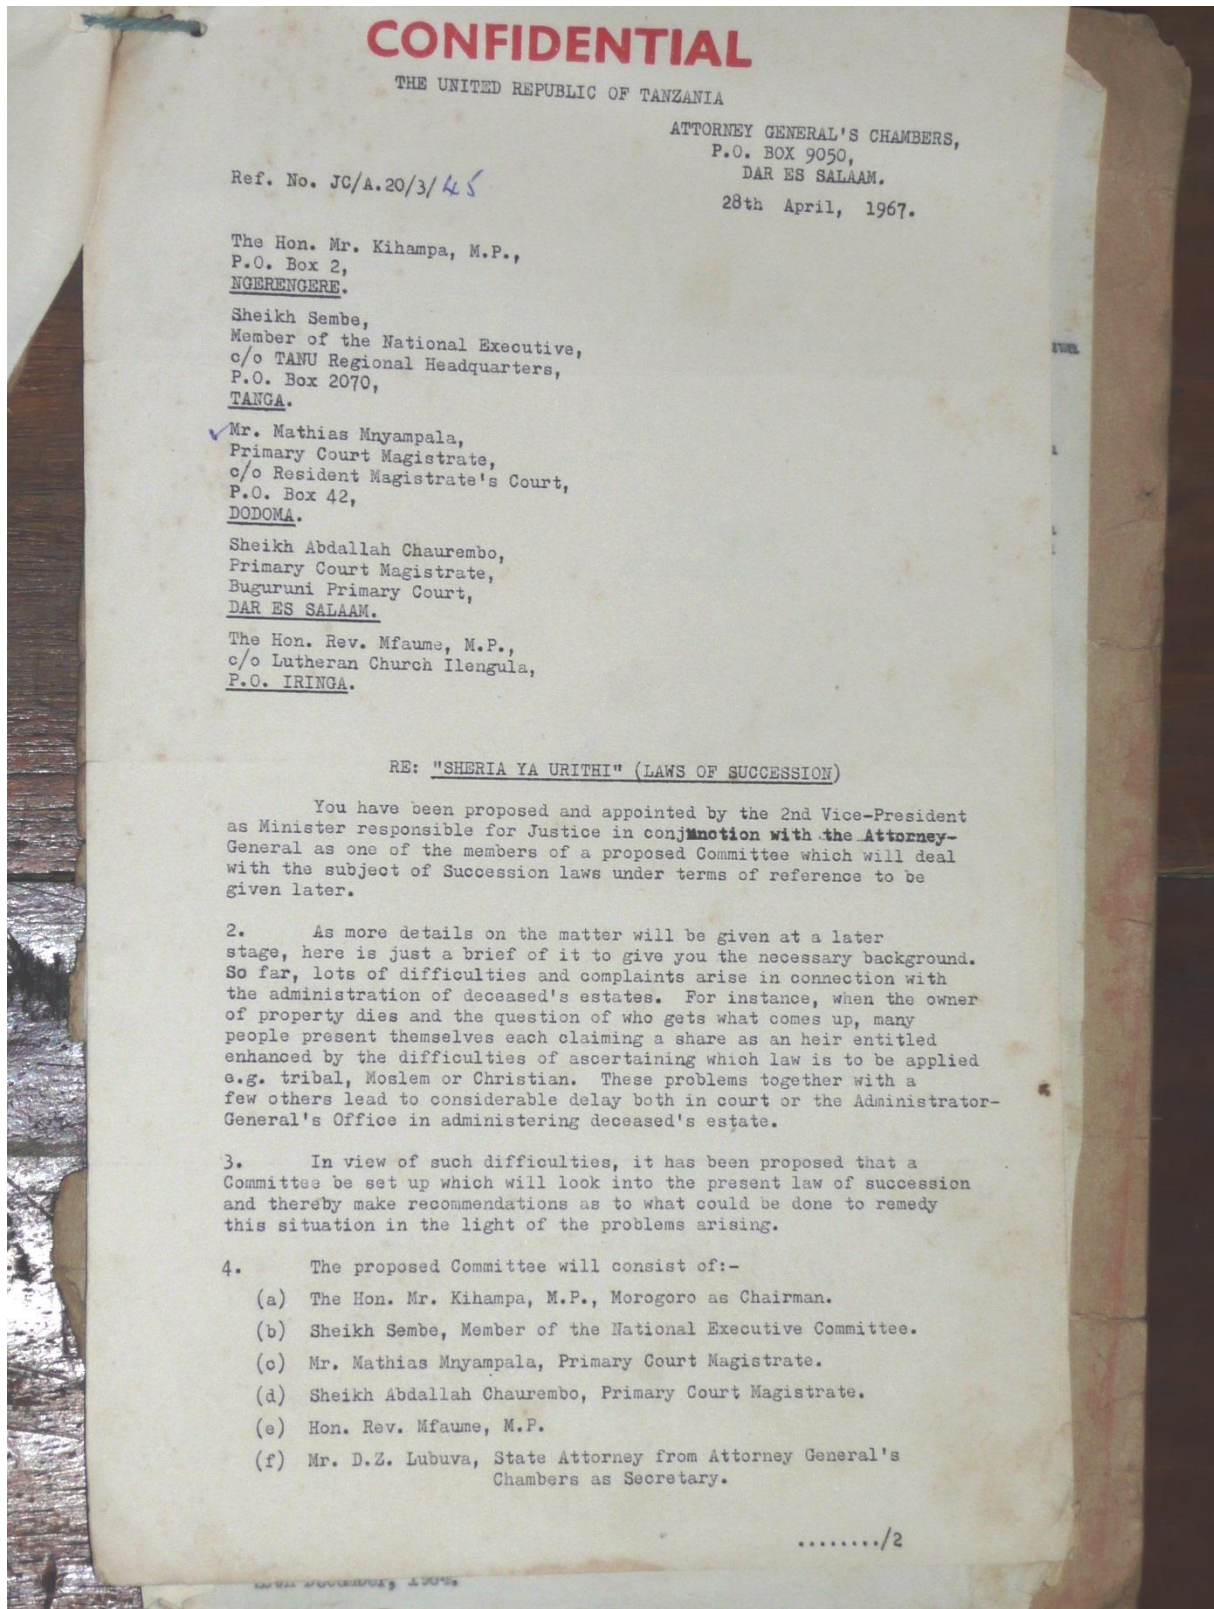 CONFIDENTIAL
THE UNITED REPUBLIC OF TANZANIA
ATTORNEY GENERAL'S CHAMBERS,
P.O. BOX 9050,
DAR ES SALAAM.
Ref. No. JC/A.20/3/45
28th April, 1967.
The Hon. Mr. Kihampa, M.P.,
P.O. Box 2,
NGERENGERE.
Sheikh Sembe,
Member of the National Executive,
c/o TANU Regional Headquarters,
P.O. Box 2070,
TANGA.
Mr. Mathias Mnyampala,
Primary Court Magistrate,
c/o Resident Magistrate's Court,
P.O. Box 42,
DODOMA.
Sheikh Abdallah Chaurembo,
Primary Court Magistrate,
Buguruni Primary Court,
DAR ES SALAAM.
The Hon. Rev. Mfaume, M.P.,
c/o Lutheran Church Ilengula,
P.O. IRINGA.
RE: "SHERIA YA URITHI" (LAWS OF SUCCESSION)
You have been proposed and appointed by the 2nd Vice-President
as Minister responsible for Justice in conjunction with the Attorney-
General as one of the members of a proposed Committee which will deal
with the subject of Succession laws under terms of reference to be
given later.
2. As more details on the matter will be given at a later
stage, here is just a brief of it to give you the necessary background.
So far, lots of difficulties and complaints arise in connection with
the administration of deceased's estates. For instance, when the owner
of property dies and the question of who gets what comes up, many
people present themselves each claiming a share as an heir entitled
enhanced by the difficulties of ascertaining which law is to be applied
e.g. tribal, Moslem or Christian. These problems together with a
few others lead to considerable delay both in court or the Administrator-
General's Office in administering deceased's estate.
3. In view of such difficulties, it has been proposed that a
Committee be set up which will look into the present law of succession
and thereby make recommendations as to what could be done to remedy
this situation in the light of the problems arising.
4. The proposed Committee will consist of:-
(a) The Hon. Mr. Kihampa, M.P., Morogoro as Chairman.
(b) Sheikh Sembe, Member of the National Executive Committee.
(c) Mr. Mathias Mnyampala, Primary Court Magistrate.
(d) Sheikh Abdallah Chaurembo, Primary Court Magistrate.
(e) Hon. Rev. Mfaume, M.P.
(f) Mr. D.Z. Lubuva, State Attorney from Attorney General's
Chambers as Secretary.
......../2
December,